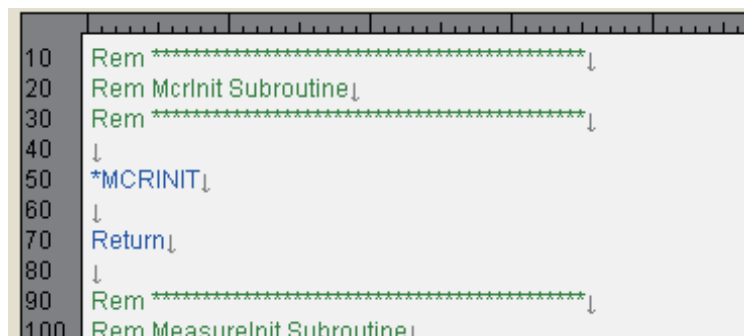 10 Rem ******************************************↓
20 Rem McrInit Subroutine↓
30 Rem ******************************************↓
40 ↓
50 *MCRINIT↓
60 ↓
70 Return↓
80 ↓
90 Rem ******************************************↓
100 Rem MeasureInit Subroutine↓